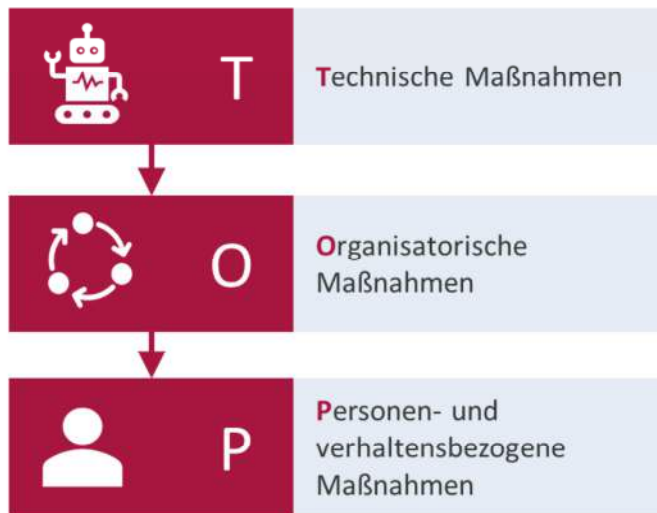 T
Technische Maßnahmen
O
Organisatorische
Maßnahmen
P
Personen- und
verhaltensbezogene
Maßnahmen